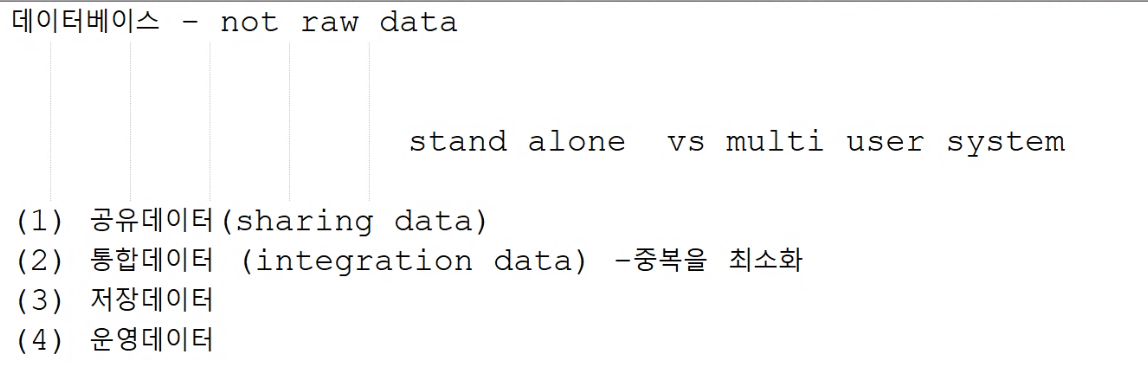 데이터베이스 - not raw data
stand alone  vs multi user system
(1) 공유데이터(sharing data)
(2) 통합데이터 (integration data) -중복을 최소화
(3) 저장데이터
(4) 운영데이터